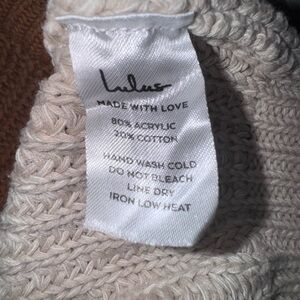 Lulus
MADE WITH LOVE
80% ACRYLIC
20% COTTON
HAND WASH COLD
DO NOT BLEACH
LINE DRY
IRON LOW HEAT